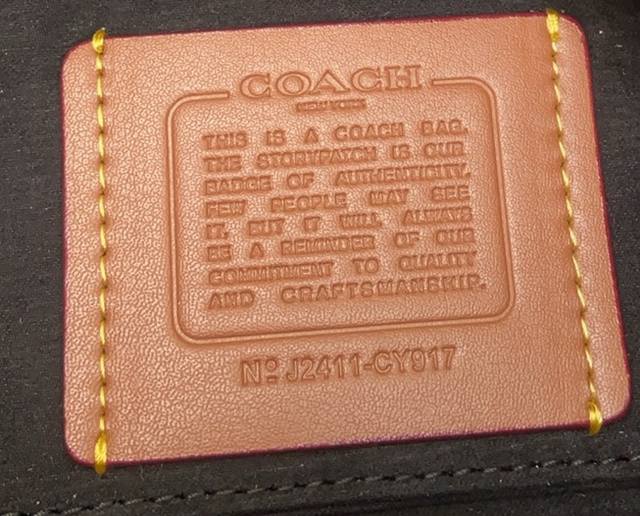 COACH
NEW YORK
THIS IS A COACH BAG.
THE STORYPATCH IS OUR
BADGE OF AUTHENTICITY.
FEW PEOPLE MAY SEE
IT, BUT IT WILL ALWAYS
BE A REMINDER OF OUR
COMMITMENT TO QUALITY
AND CRAFTSMANSHIP.
Nº J2411-CY917